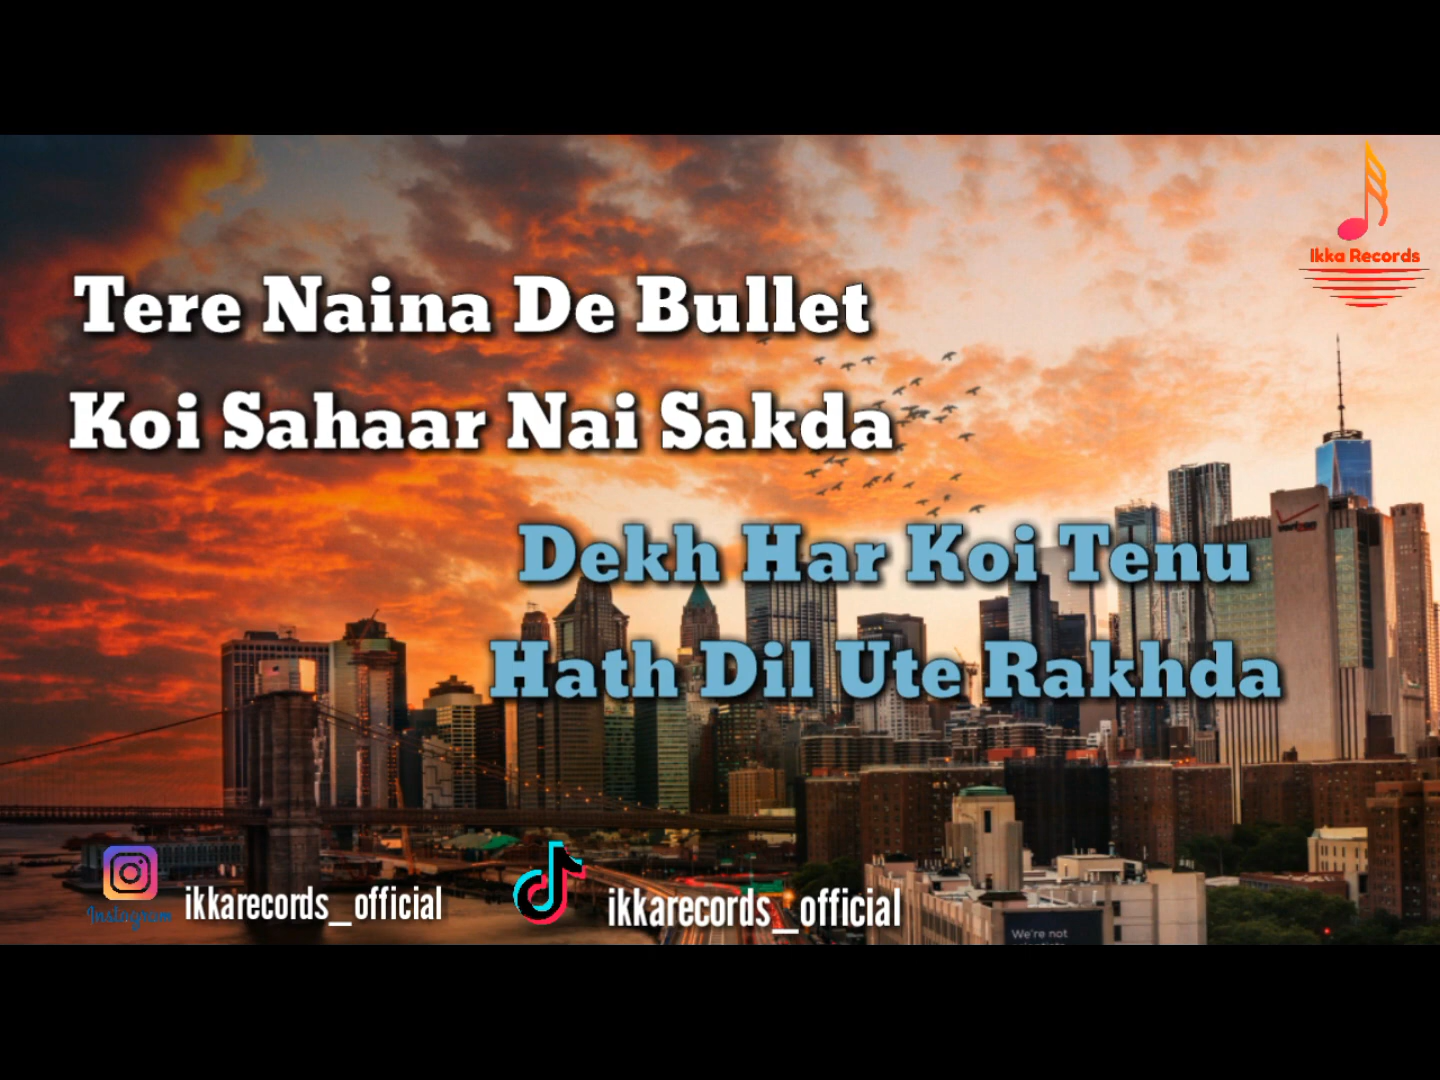 Ikka Records
Tere Naina De Bullet
Koi Sahaar Nai Sakda
Dekh Har Koi Tenu
Hath Dil Ute Rakhda
verizon
Instagram
ikkarecords_official
ikkarecords_official
We're not